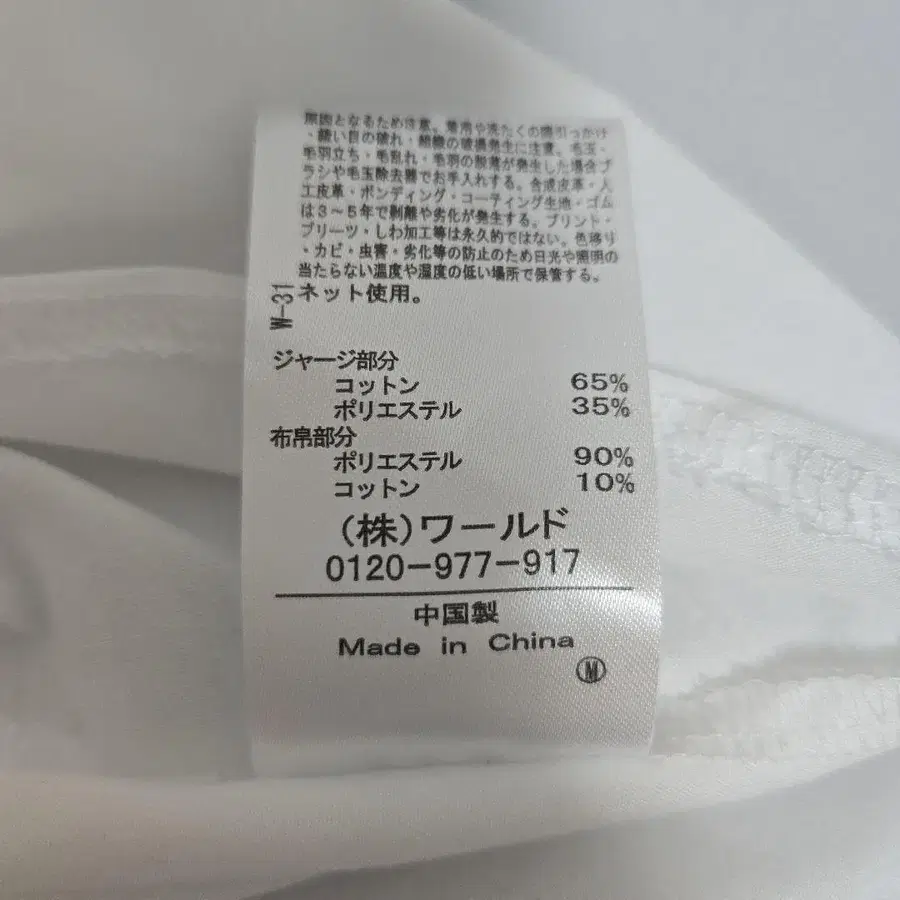 原因となるため注意。着用や洗たくの際引っかけ
・縫い目の破れ・組織の破損発生に注意。毛玉・
毛羽立ち・毛乱れ・毛羽の脱落が発生した場合ブ
ラシや毛玉除去器でお手入れする。合成皮革・人
工皮革・ボンディング・コーティング生地・ゴム
は3～5年で剥離や劣化が発生する。プリント・
プリーツ・しわ加工等は永久的ではない。色移り
・カビ・虫害・劣化等の防止のため日光や照明の
当たらない温度や湿度の低い場所で保管する。
ネット使用。
W-31
ジャージ部分
コットン 65%
ポリエステル 35%
布帛部分
ポリエステル 90%
コットン 10%
(株)ワールド
0120-977-917
中国製
Made in China
M